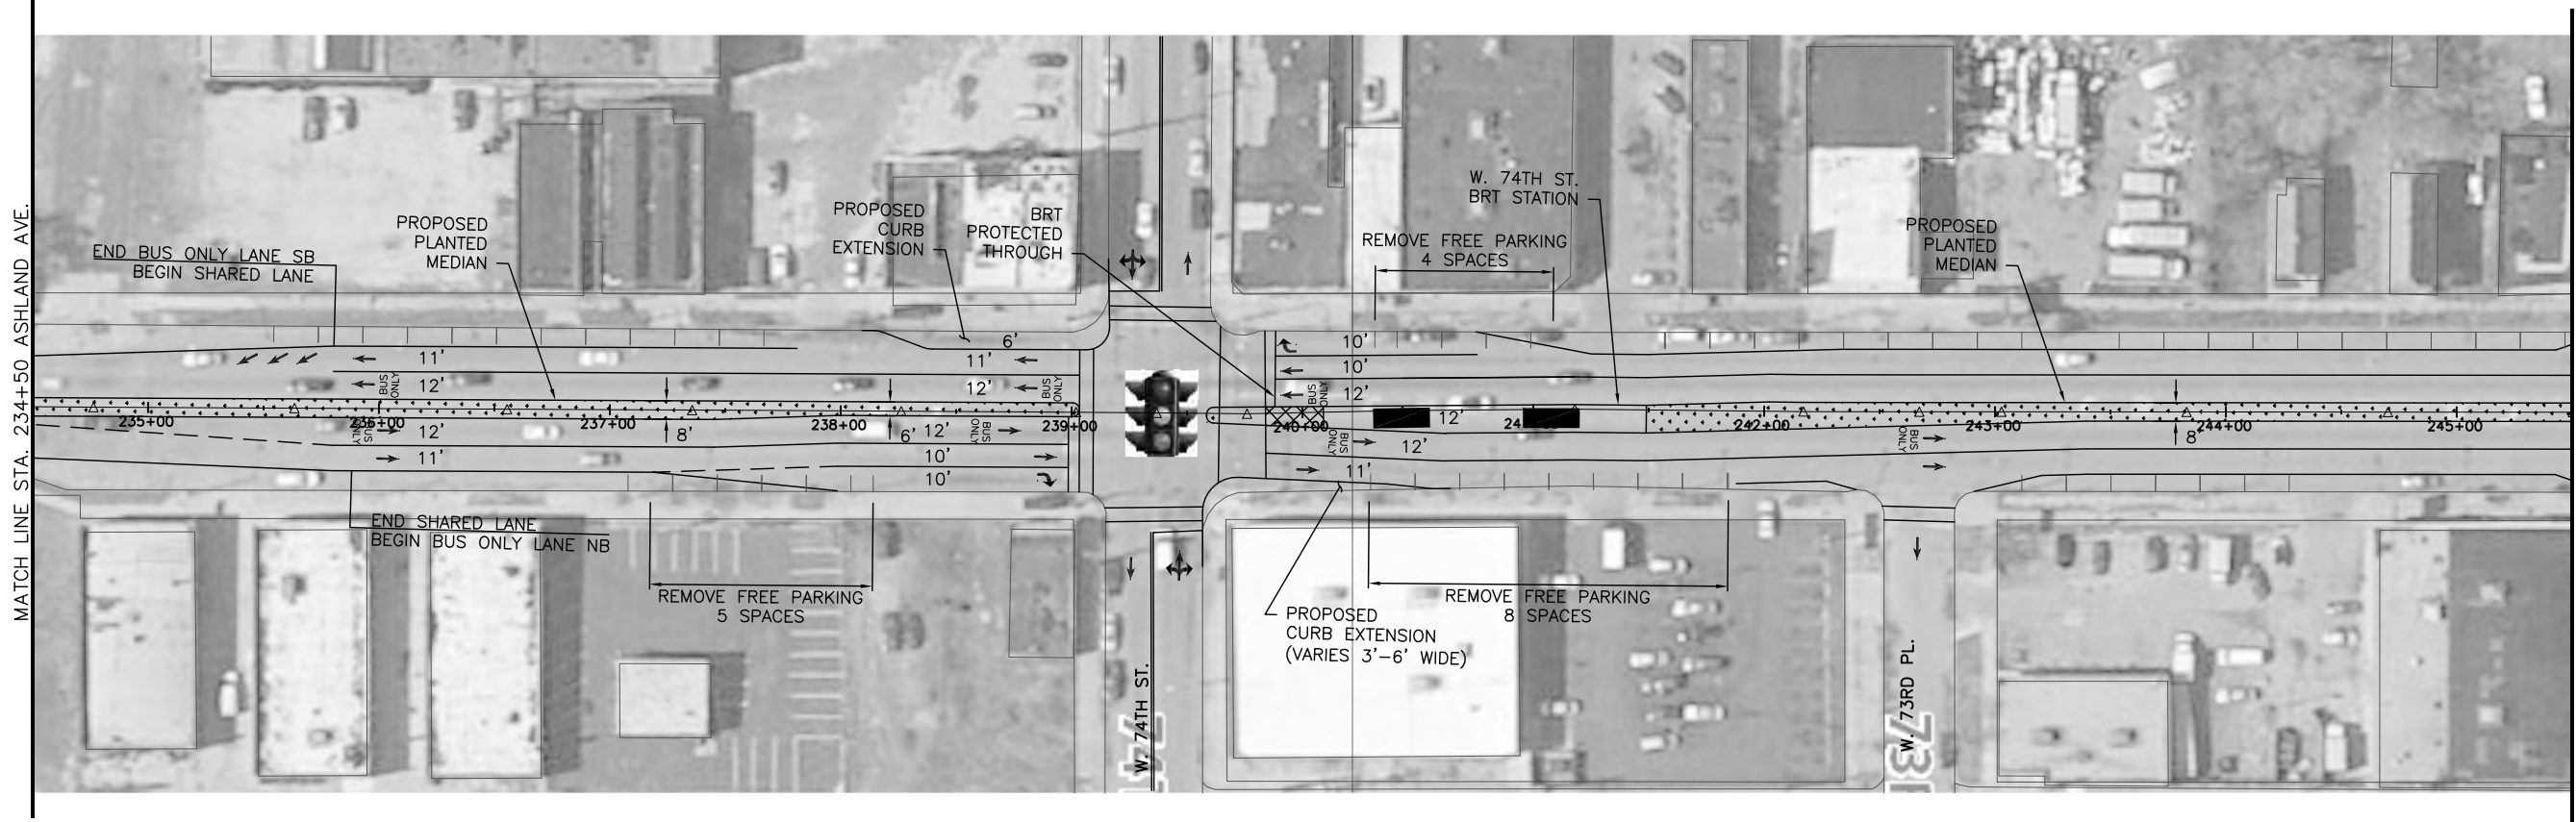 MATCH LINE STA. 234+50 ASHLAND AVE.
END BUS ONLY LANE SB
BEGIN SHARED LANE
PROPOSED
PLANTED
MEDIAN
PROPOSED
CURB
EXTENSION
BRT
PROTECTED
THROUGH
W. 74TH ST.
BRT STATION
REMOVE FREE PARKING
4 SPACES
PROPOSED
PLANTED
MEDIAN
6'
11'
11'
10'
10'
12'
BUS
ONLY
12'
BUS
ONLY
12'
BUS
ONLY
12'
235+00
236+00
237+00
238+00
239+00
240+00
242+00
243+00
244+00
245+00
BUS
ONLY
12'
8'
6'
12'
BUS
ONLY
BUS
ONLY
12'
BUS
ONLY
8'
11'
10'
10'
11'
END SHARED LANE
BEGIN BUS ONLY LANE NB
REMOVE FREE PARKING
5 SPACES
PROPOSED
CURB EXTENSION
(VARIES 3'-6' WIDE)
REMOVE FREE PARKING
8 SPACES
W. 74TH ST.
W. 73RD PL.